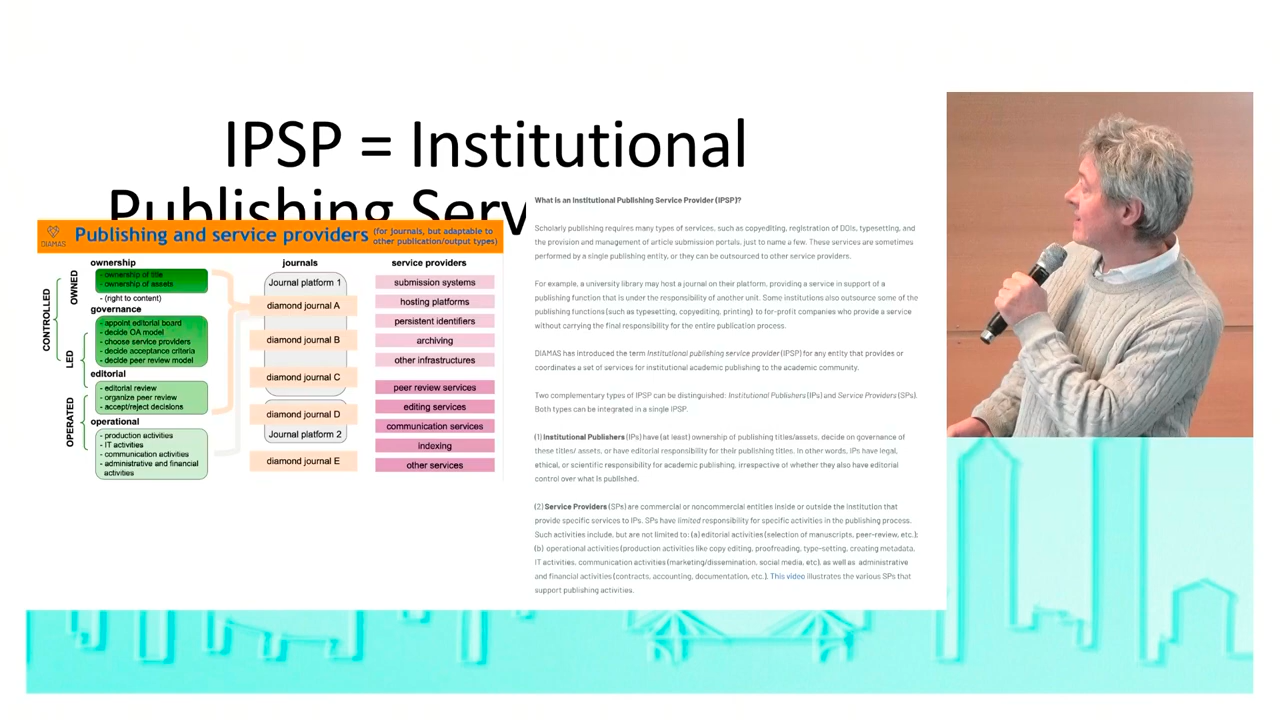 IPSP = Institutional
Publishing Serv
DIAMAS
Publishing and service providers
(for journals, but adaptable to
other publication/output types)
CONTROLLED
OWNED
LED
OPERATED
ownership
- ownership of title
- ownership of assets
- (right to content)
governance
- appoint editorial board
- decide OA model
- choose service providers
- decide acceptance criteria
- decide peer review model
editorial
- editorial review
- organize peer review
- accept/reject decisions
operational
- production activities
- IT activities
- communication activities
- administrative and financial
activities
journals
Journal platform 1
diamond journal A
diamond journal B
diamond journal C
diamond journal D
Journal platform 2
diamond journal E
service providers
submission systems
hosting platforms
persistent identifiers
archiving
other infrastructures
peer review services
editing services
communication services
indexing
other services
What is an Institutional Publishing Service Provider (IPSP)?
Scholarly publishing requires many types of services, such as copyediting, registration of DOIs, typesetting, and
the provision and management of article submission portals, just to name a few. These services are sometimes
performed by a single publishing entity, or they can be outsourced to other service providers.
For example, a university library may host a journal on their platform, providing a service in support of a
publishing function that is under the responsibility of another unit. Some institutions also outsource some of the
publishing functions (such as typesetting, copyediting, printing) to for-profit companies who provide a service
without carrying the final responsibility for the entire publication process.
DIAMAS has introduced the term Institutional publishing service provider (IPSP) for any entity that provides or
coordinates a set of services for institutional academic publishing to the academic community.
Two complementary types of IPSP can be distinguished: Institutional Publishers (IPs) and Service Providers (SPs).
Both types can be integrated in a single IPSP.
(1) Institutional Publishers (IPs) have (at least) ownership of publishing titles/assets, decide on governance of
these titles/ assets, or have editorial responsibility for their publishing titles. In other words, IPs have legal,
ethical, or scientific responsibility for academic publishing, irrespective of whether they also have editorial
control over what is published.
(2) Service Providers (SPs) are commercial or noncommercial entities inside or outside the institution that
provide specific services to IPs. SPs have limited responsibility for specific activities in the publishing process.
Such activities include, but are not limited to: (a) editorial activities (selection of manuscripts, peer-review, etc.);
(b) operational activities (production activities like copy editing, proofreading, type-setting, creating metadata,
IT activities, communication activities (marketing/dissemination, social media, etc). as well as administrative
and financial activities (contracts, accounting, documentation, etc.). This video illustrates the various SPs that
support publishing activities.